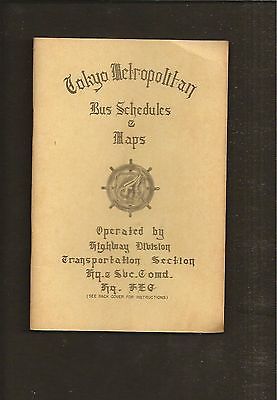 Tokyo Metropolitan
Bus Schedules
&
Maps
Operated by
Highway Division
Transportation Section
Hq. & Svc. Comd.
Hq. FEC
(SEE BACK COVER FOR INSTRUCTIONS)